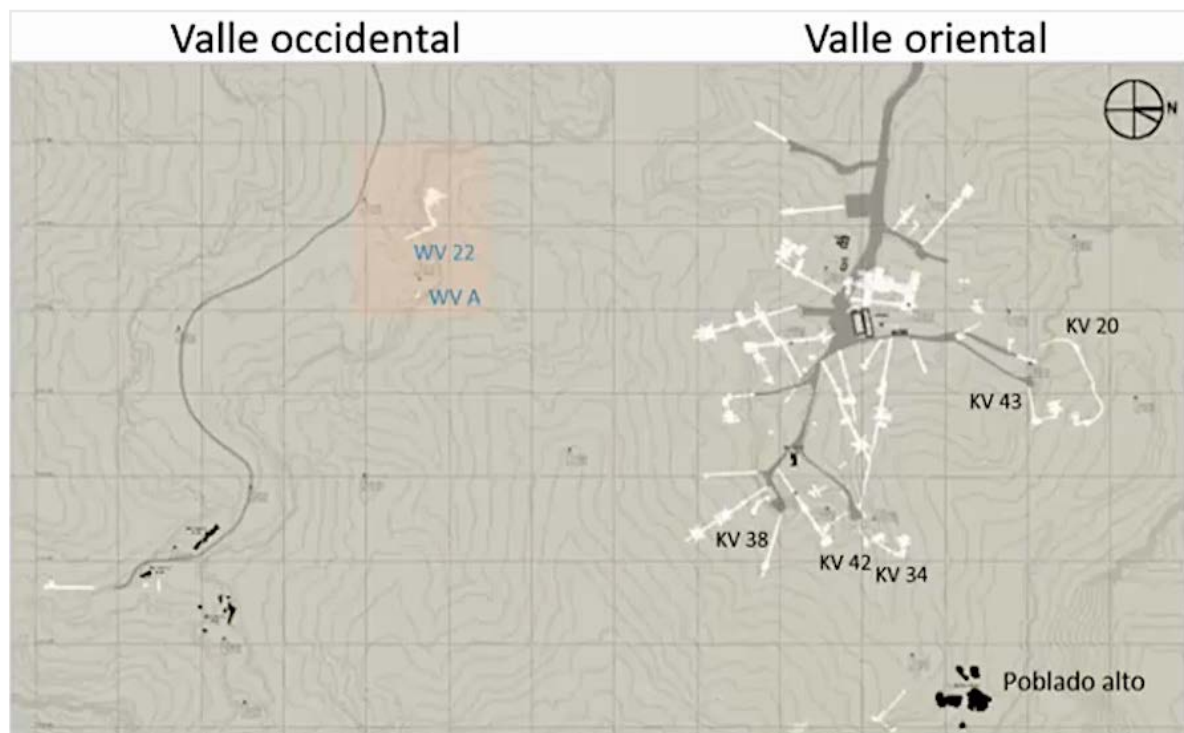 Valle occidental
Valle oriental
N
WV 22
WV A
KV 20
KV 43
KV 38
KV 42
KV 34
Poblado alto